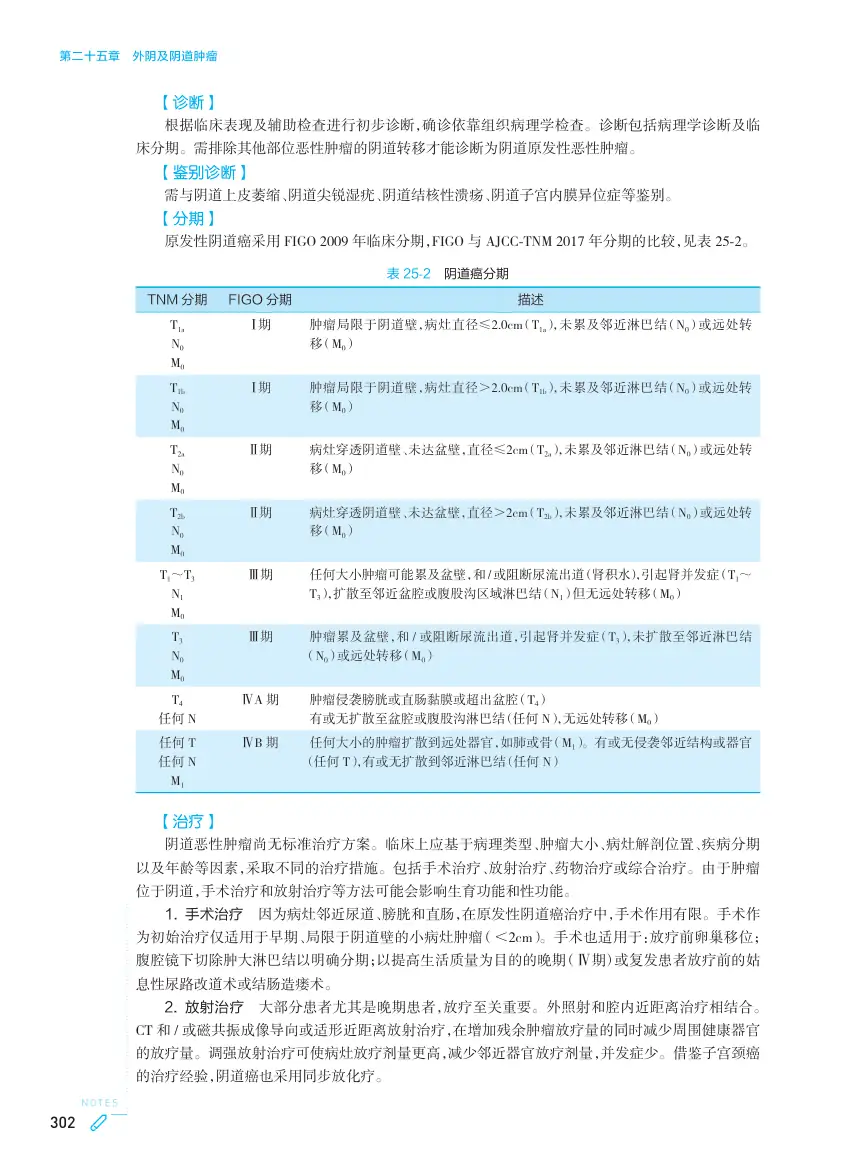 第二十五章　外阴及阴道肿瘤
【诊断】
根据临床表现及辅助检查进行初步诊断，确诊依靠组织病理学检查。诊断包括病理学诊断及临
床分期。需排除其他部位恶性肿瘤的阴道转移才能诊断为阴道原发性恶性肿瘤。
【鉴别诊断】
需与阴道上皮萎缩、阴道尖锐湿疣、阴道结核性溃疡、阴道子宫内膜异位症等鉴别。
【分期】
原发性阴道癌采用 FIGO 2009 年临床分期，FIGO 与 AJCC-TNM 2017 年分期的比较，见表 25-2。
表 25-2　阴道癌分期
TNM 分期　FIGO 分期　描述
T1a　Ⅰ期　肿瘤局限于阴道壁，病灶直径≤2.0cm（T1a），未累及邻近淋巴结（N0）或远处转
N0　移（M0）
M0
T1b　Ⅰ期　肿瘤局限于阴道壁，病灶直径＞2.0cm（T1b），未累及邻近淋巴结（N0）或远处转
N0　移（M0）
M0
T2a　Ⅱ期　病灶穿透阴道壁、未达盆壁，直径≤2cm（T2a），未累及邻近淋巴结（N0）或远处转
N0　移（M0）
M0
T2b　Ⅱ期　病灶穿透阴道壁、未达盆壁，直径＞2cm（T2b），未累及邻近淋巴结（N0）或远处转
N0　移（M0）
M0
T1～T3　Ⅲ期　任何大小肿瘤可能累及盆壁，和/或阻断尿流出道（肾积水），引起肾并发症（T1～
N1　T3），扩散至邻近盆腔或腹股沟区域淋巴结（N1）但无远处转移（M0）
M0
T3　Ⅲ期　肿瘤累及盆壁，和 / 或阻断尿流出道，引起肾并发症（T3），未扩散至邻近淋巴结
N0　（N0）或远处转移（M0）
M0
T4　ⅣA 期　肿瘤侵袭膀胱或直肠黏膜或超出盆腔（T4）
任何 N　有或无扩散至盆腔或腹股沟淋巴结（任何 N），无远处转移（M0）
任何 T　ⅣB 期　任何大小的肿瘤扩散到远处器官，如肺或骨（M1）。有或无侵袭邻近结构或器官
任何 N　（任何 T），有或无扩散到邻近淋巴结（任何 N）
M1
【治疗】
阴道恶性肿瘤尚无标准治疗方案。临床上应基于病理类型、肿瘤大小、病灶解剖位置、疾病分期
以及年龄等因素，采取不同的治疗措施。包括手术治疗、放射治疗、药物治疗或综合治疗。由于肿瘤
位于阴道，手术治疗和放射治疗等方法可能会影响生育功能和性功能。
1. 手术治疗　因为病灶邻近尿道、膀胱和直肠，在原发性阴道癌治疗中，手术作用有限。手术作
为初始治疗仅适用于早期、局限于阴道壁的小病灶肿瘤（＜2cm）。手术也适用于：放疗前卵巢移位；
腹腔镜下切除肿大淋巴结以明确分期；以提高生活质量为目的的晚期（Ⅳ期）或复发患者放疗前的姑
息性尿路改道术或结肠造瘘术。
2. 放射治疗　大部分患者尤其是晚期患者，放疗至关重要。外照射和腔内近距离治疗相结合。
CT 和 / 或磁共振成像导向或适形近距离放射治疗，在增加残余肿瘤放疗量的同时减少周围健康器官
的放疗量。调强放射治疗可使病灶放疗剂量更高，减少邻近器官放疗剂量，并发症少。借鉴子宫颈癌
的治疗经验，阴道癌也采用同步放化疗。
NOTES
302